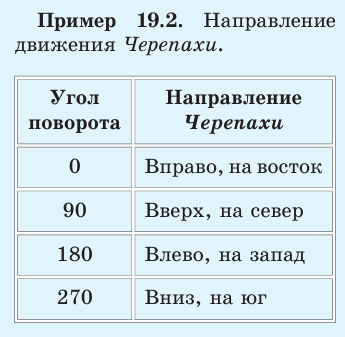 Пример 19.2. Направление
движения Черепахи.
Угол
поворота
Направление
Черепахи
0 Вправо, на восток
90 Вверх, на север
180 Влево, на запад
270 Вниз, на юг